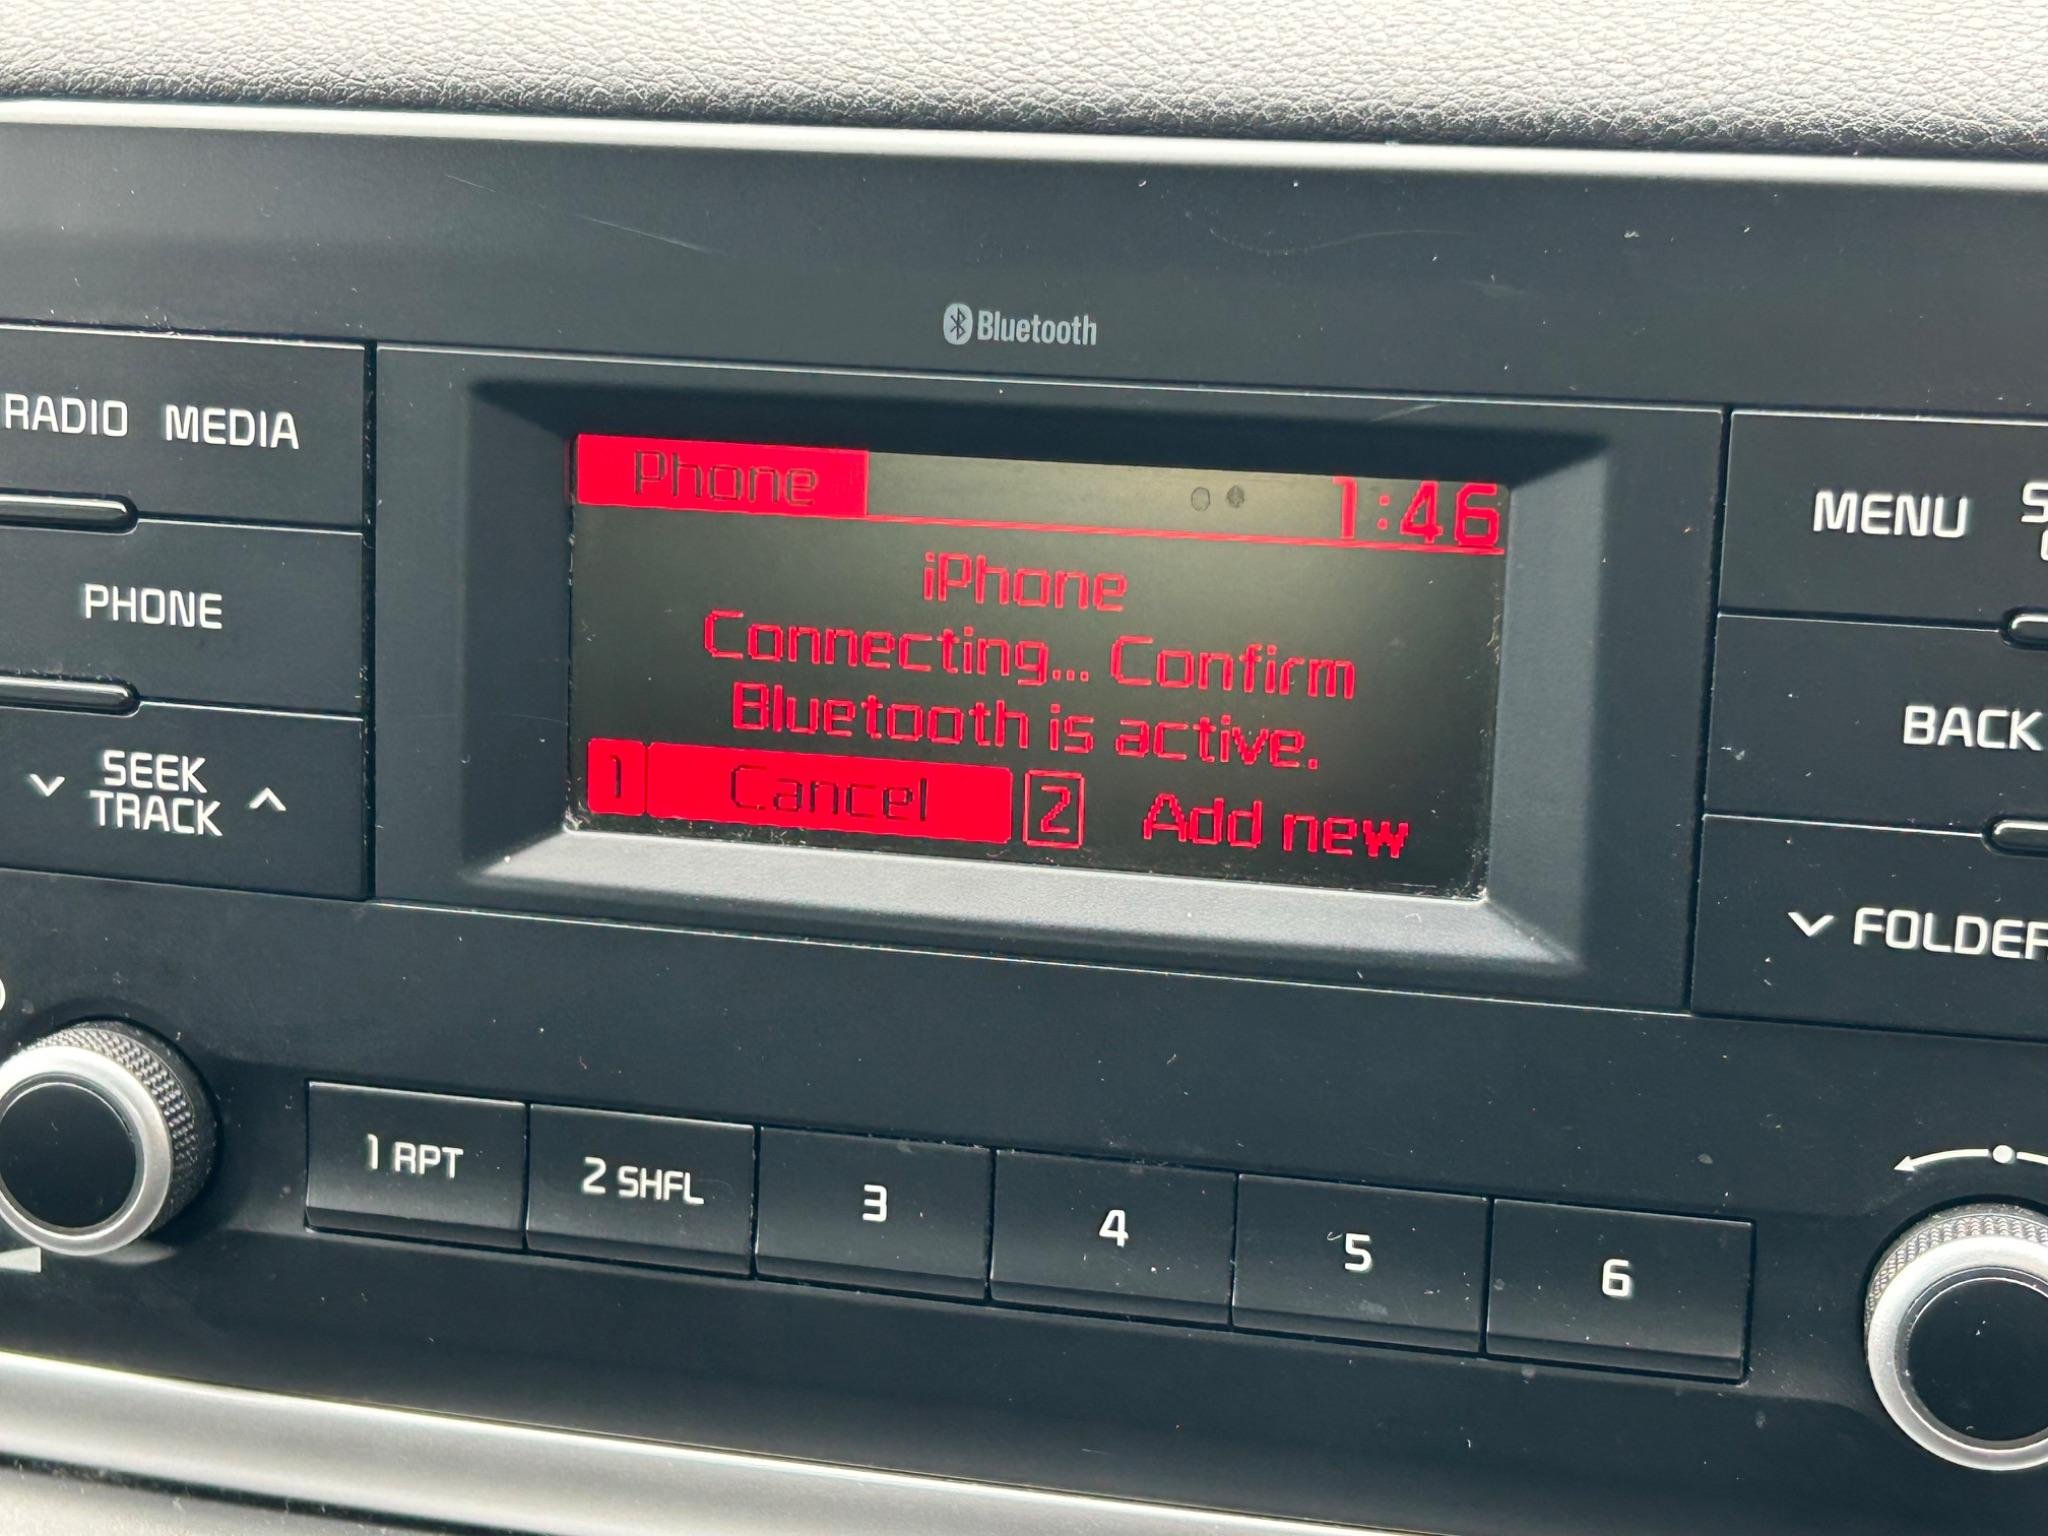 Bluetooth
RADIO MEDIA
PHONE
SEEK
TRACK
Phone 1:46
iPhone
Connecting... Confirm
Bluetooth is active.
1 Cancel 2 Add new
MENU
BACK
FOLDER
1 RPT
2 SHFL
3
4
5
6